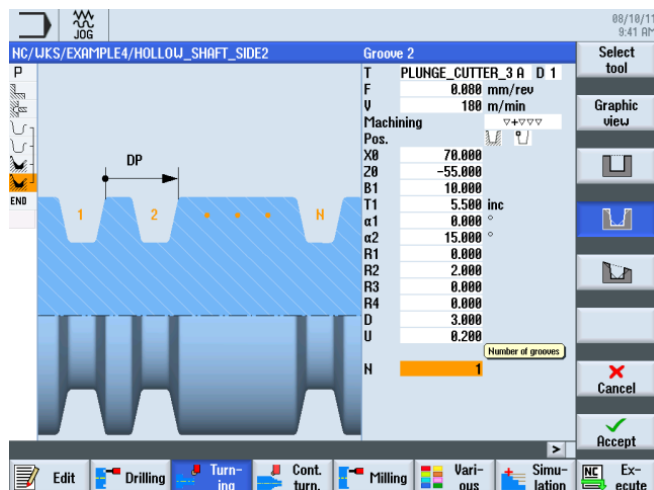 JOG
08/10/11
9:41 AM
NC/WKS/EXAMPLE4/HOLLOW_SHAFT_SIDE2
Groove 2
Select
tool
P
T PLUNGE_CUTTER_3 A D 1
F 0.080 mm/rev
V 180 m/min
Machining ▽+▽▽▽
Pos.
X0 70.000
Z0 -55.000
B1 10.000
T1 5.500 inc
α1 0.000 °
α2 15.000 °
R1 0.000
R2 2.000
R3 0.000
R4 0.000
D 3.000
U 0.200
Number of grooves
N 1
Graphic
view
END
DP
1 2 • • • N
Cancel
Accept
>
Edit
Drilling
Turn-
ing
Cont.
turn.
Milling
Vari-
ous
Simu-
lation
NC Ex-
ecute